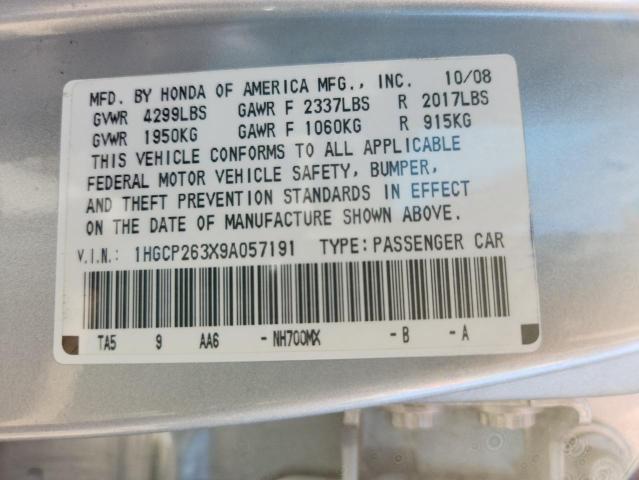 MFD. BY HONDA OF AMERICA MFG., INC. 10/08
GVWR 4299LBS GAWR F 2337LBS R 2017LBS
GVWR 1950KG GAWR F 1060KG R 915KG
THIS VEHICLE CONFORMS TO ALL APPLICABLE
FEDERAL MOTOR VEHICLE SAFETY, BUMPER,
AND THEFT PREVENTION STANDARDS IN EFFECT
ON THE DATE OF MANUFACTURE SHOWN ABOVE.
V.I.N.: 1HGCP263X9A057191 TYPE: PASSENGER CAR
TA5 9 AA6 -NH700MX -B -A